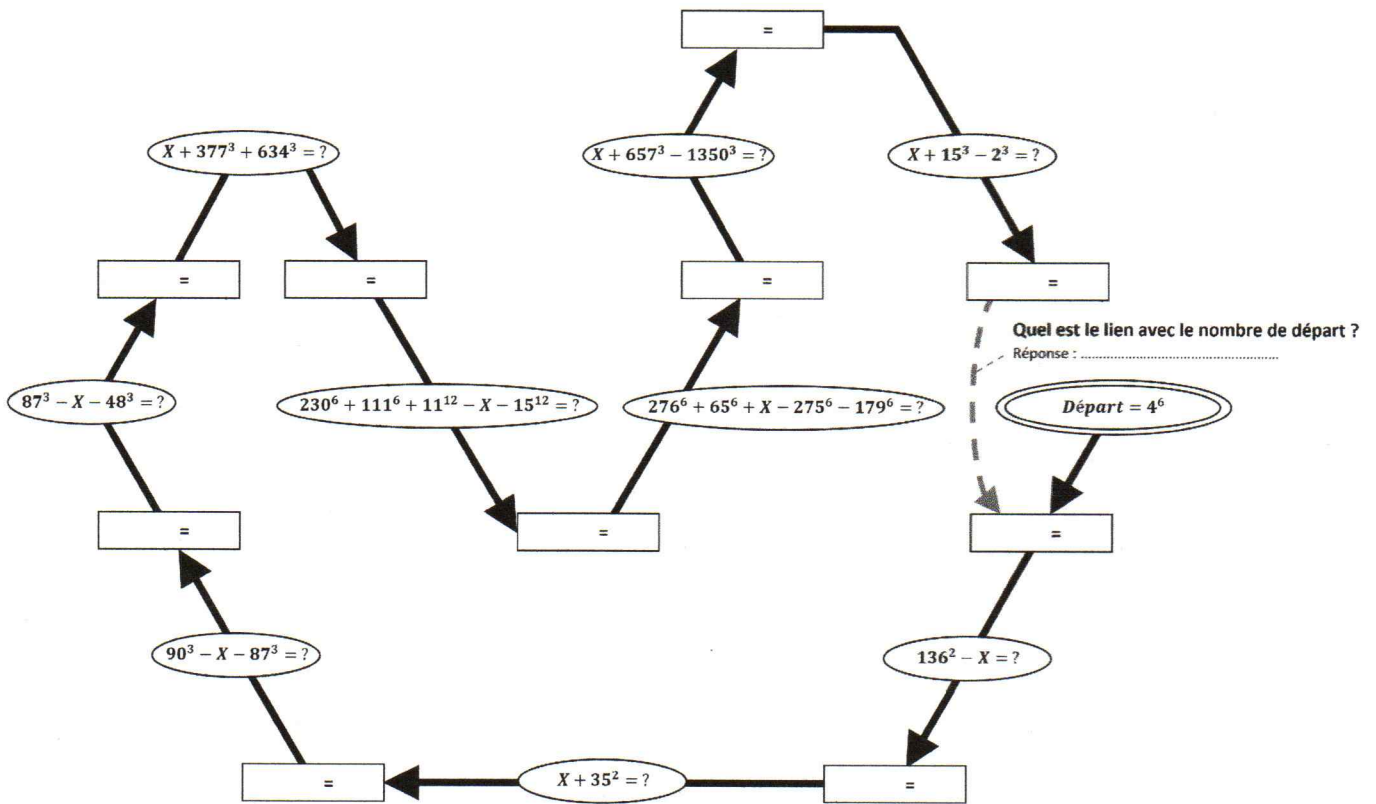 =
X + 377³ + 634³ = ?
X + 657³ − 1350³ = ?
X + 15³ − 2³ = ?
=
=
=
=
Quel est le lien avec le nombre de départ ?
Réponse : ........................................
87³ − X − 48³ = ?
230⁶ + 111⁶ + 11¹² − X − 15¹² = ?
276⁶ + 65⁶ + X − 275⁶ − 179⁶ = ?
Départ = 4⁶
=
=
=
90³ − X − 87³ = ?
136² − X = ?
=
X + 35² = ?
=